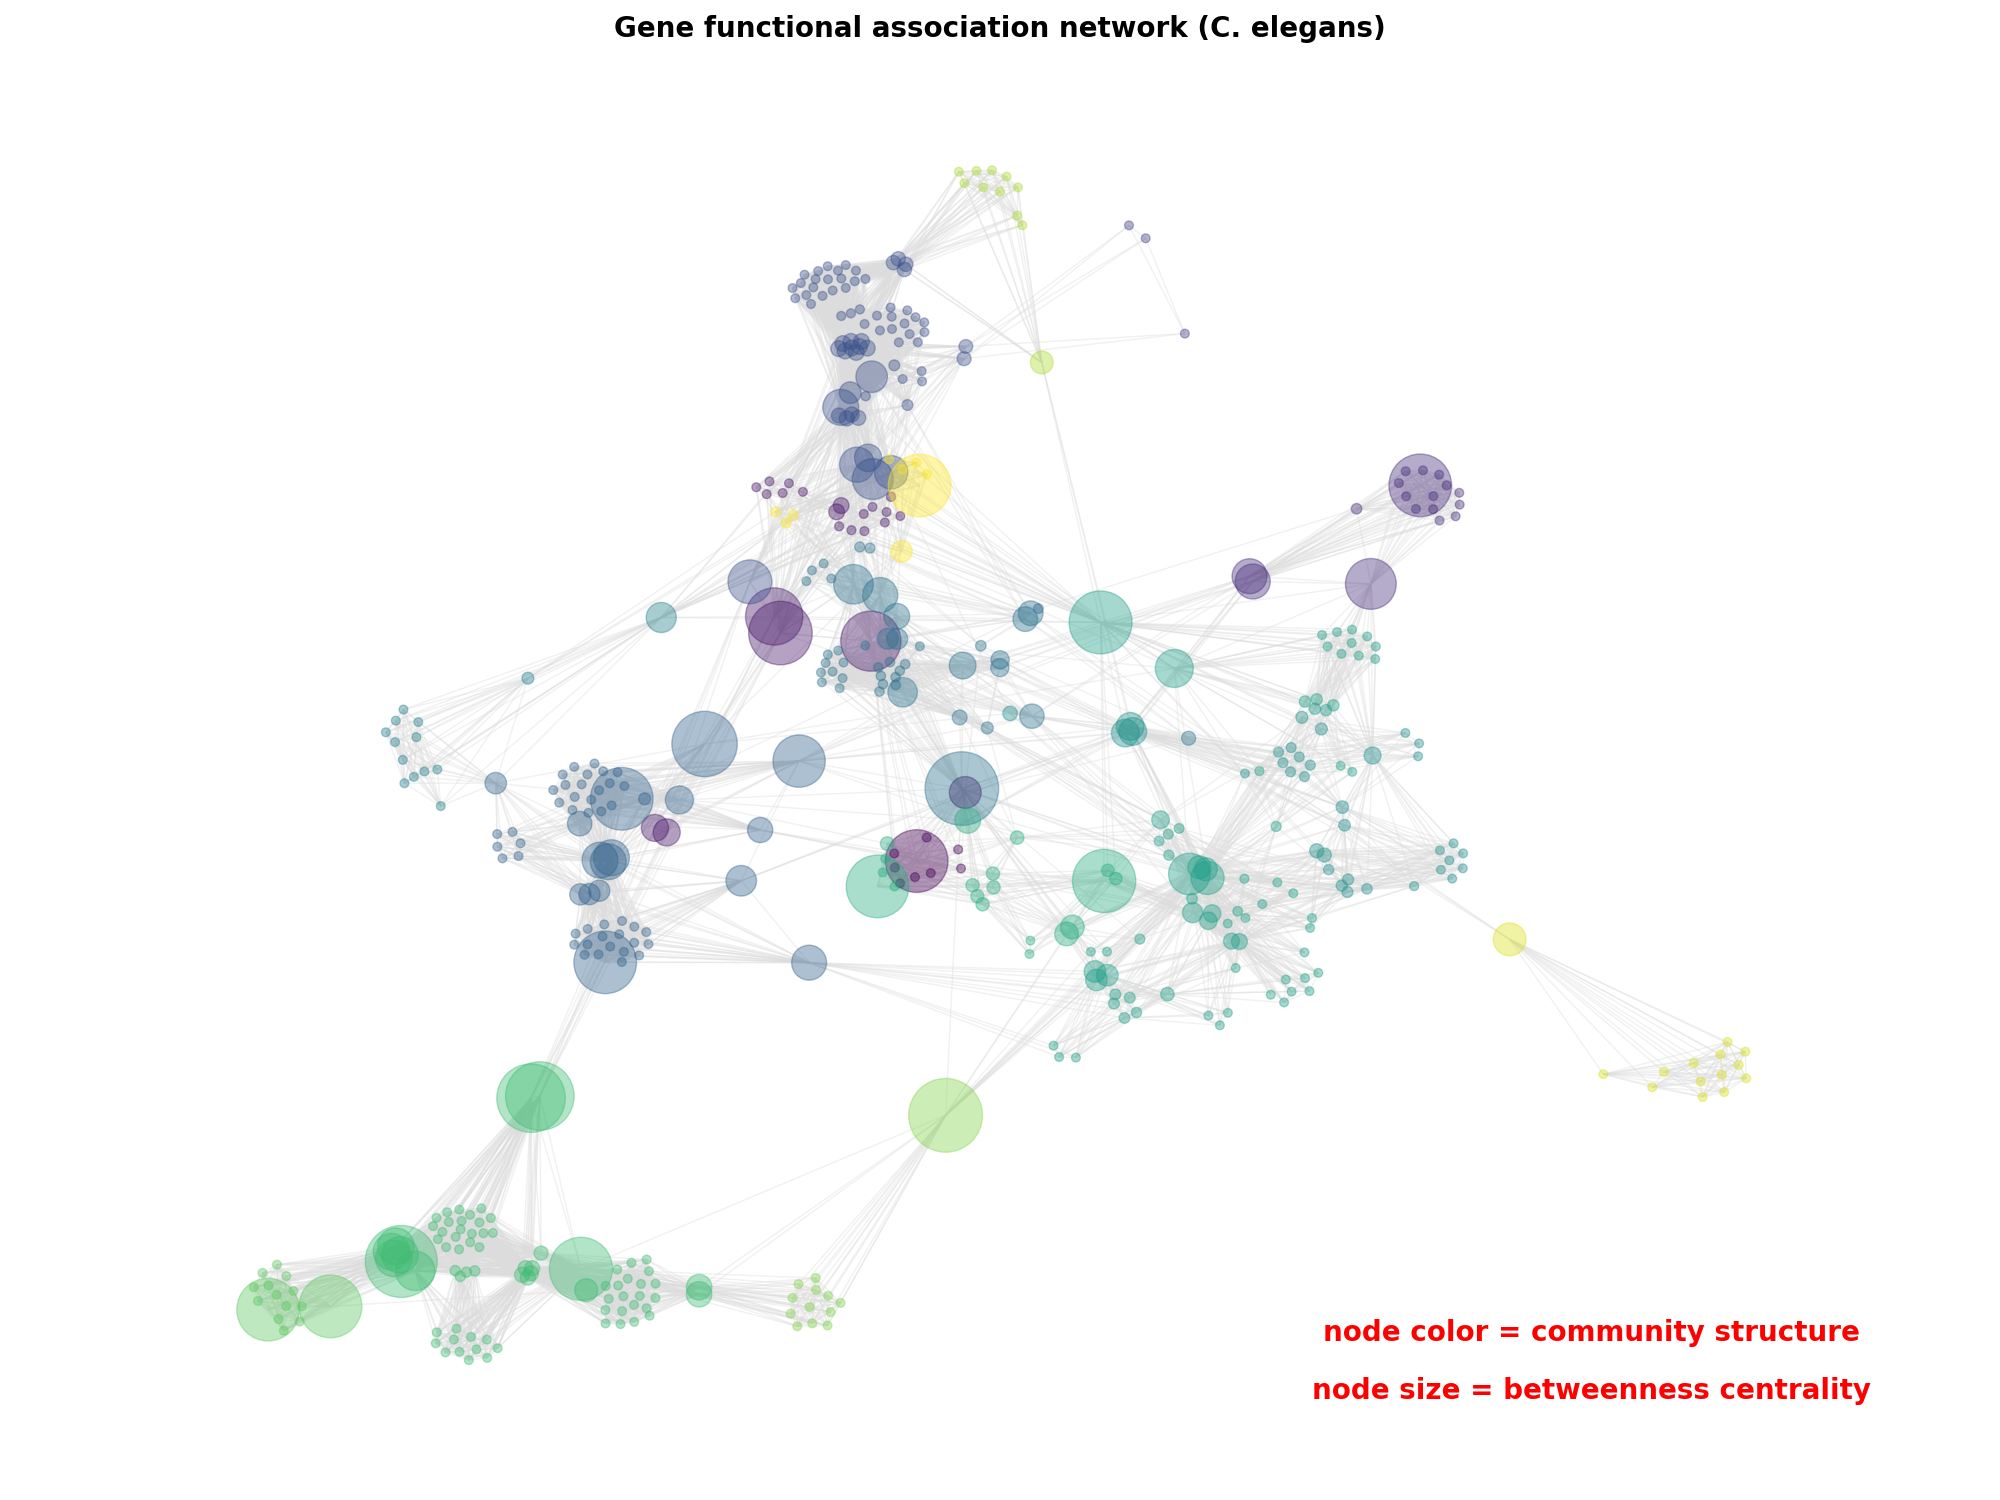 Gene functional association network (C. elegans)
node color = community structure
node size = betweenness centrality